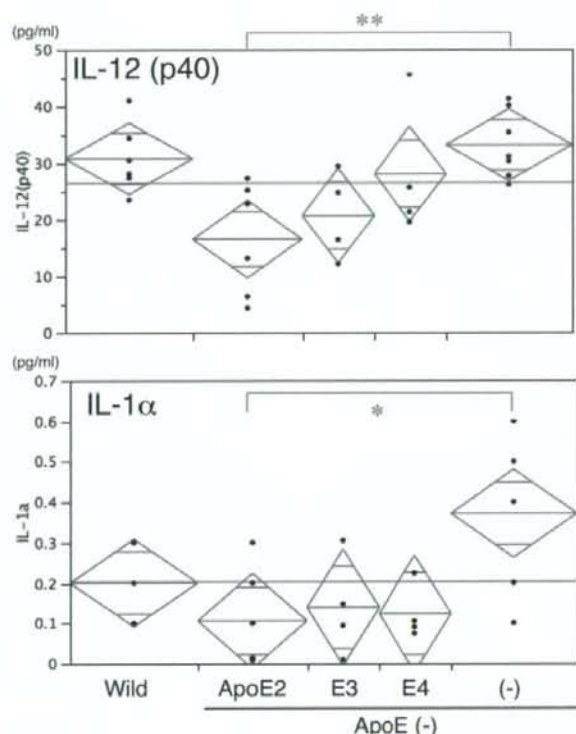 (pg/ml)
**
50
IL-12 (p40)
40
30
20
10
0
IL-12(p40)
(pg/ml)
0.7
IL-1α
*
0.6
0.5
0.4
0.3
0.2
0.1
0
IL-1a
Wild ApoE2 E3 E4 (-)
ApoE (-)